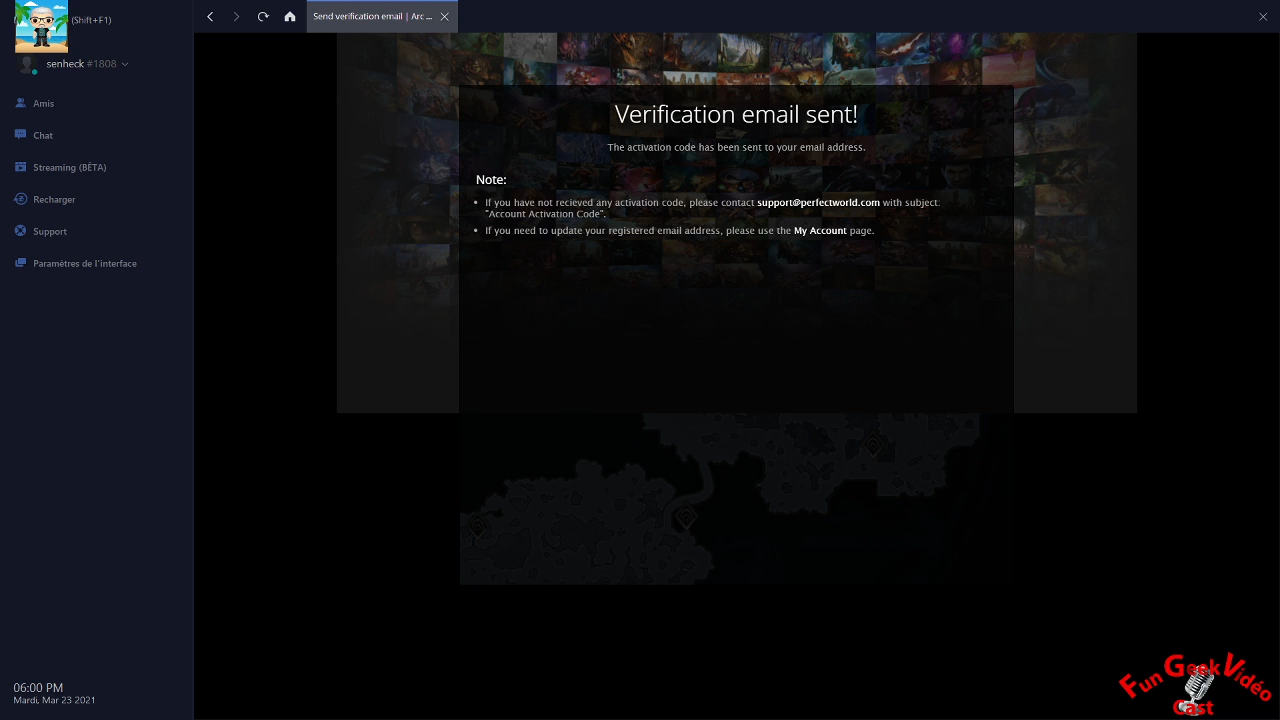 (Shift+F1)
Send verification email | Arc ...
senheck #1808
Amis
Chat
Streaming (BÊTA)
Recharger
Support
Paramètres de l'interface
Verification email sent!
The activation code has been sent to your email address.
Note:
• If you have not recieved any activation code, please contact support@perfectworld.com with subject:
"Account Activation Code".
• If you need to update your registered email address, please use the My Account page.
06:00 PM
Mardi, Mar 23 2021
Fun Geek Vidéo
Cast